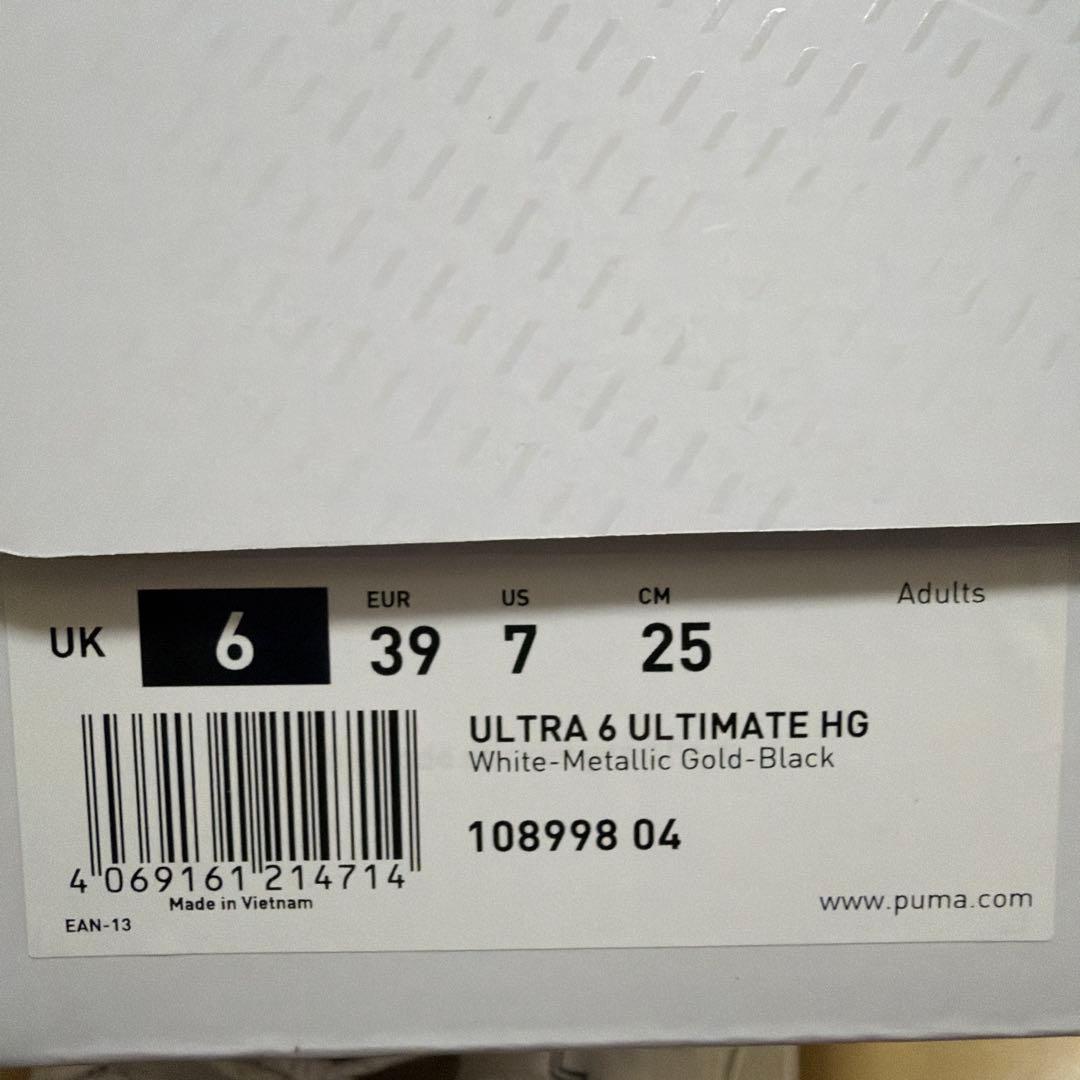 UK 6
EUR 39
US 7
CM 25
Adults
ULTRA 6 ULTIMATE HG
White-Metallic Gold-Black
108998 04
4 069161 214714
Made in Vietnam
EAN-13
www.puma.com